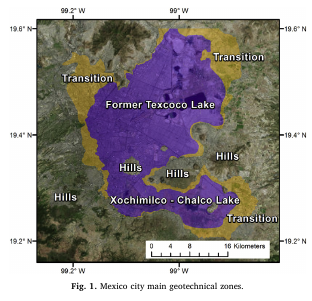 99.2°W 99°W
19.6°N 19.6°N
Transition
Transition
Former Texcoco Lake
19.4°N 19.4°N
Hills
Hills
Hills
Hills
Xochimilco - Chalco Lake
Transition
19.2°N 19.2°N
0 4 8 16 Kilometers
99.2°W 99°W
Fig. 1. Mexico city main geotechnical zones.